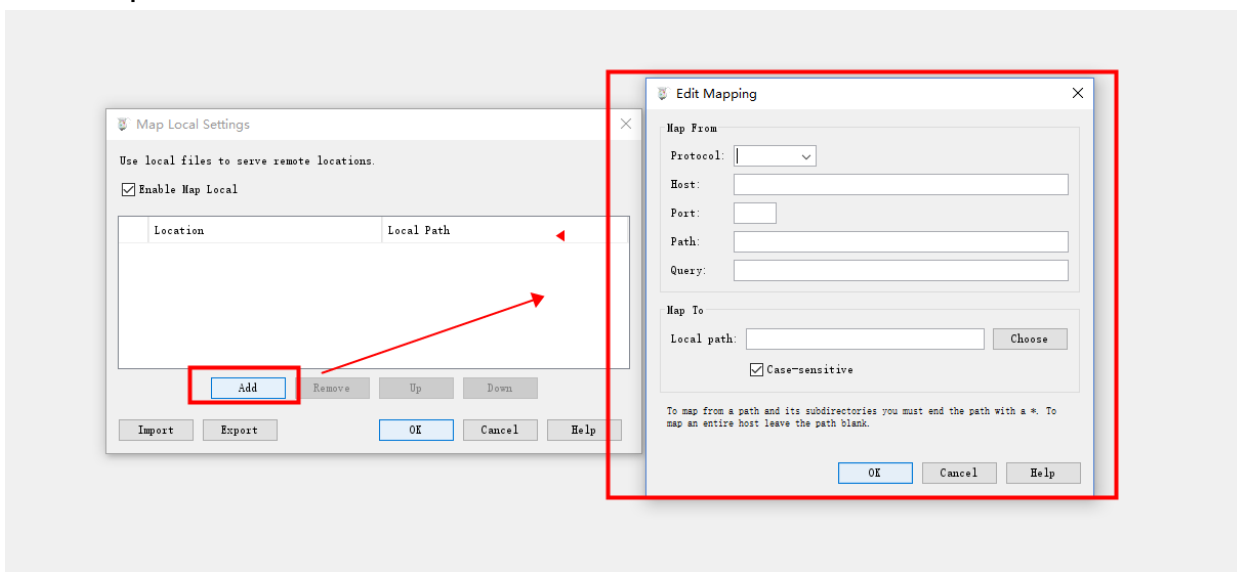 Map Local Settings
Use local files to serve remote locations.
Enable Map Local
Location Local Path
Add Remove Up Down
Import Export OK Cancel Help
Edit Mapping
Map From
Protocol:
Host:
Port:
Path:
Query:
Map To
Local path: Choose
Case-sensitive
To map from a path and its subdirectories you must end the path with a *. To
map an entire host leave the path blank.
OK Cancel Help